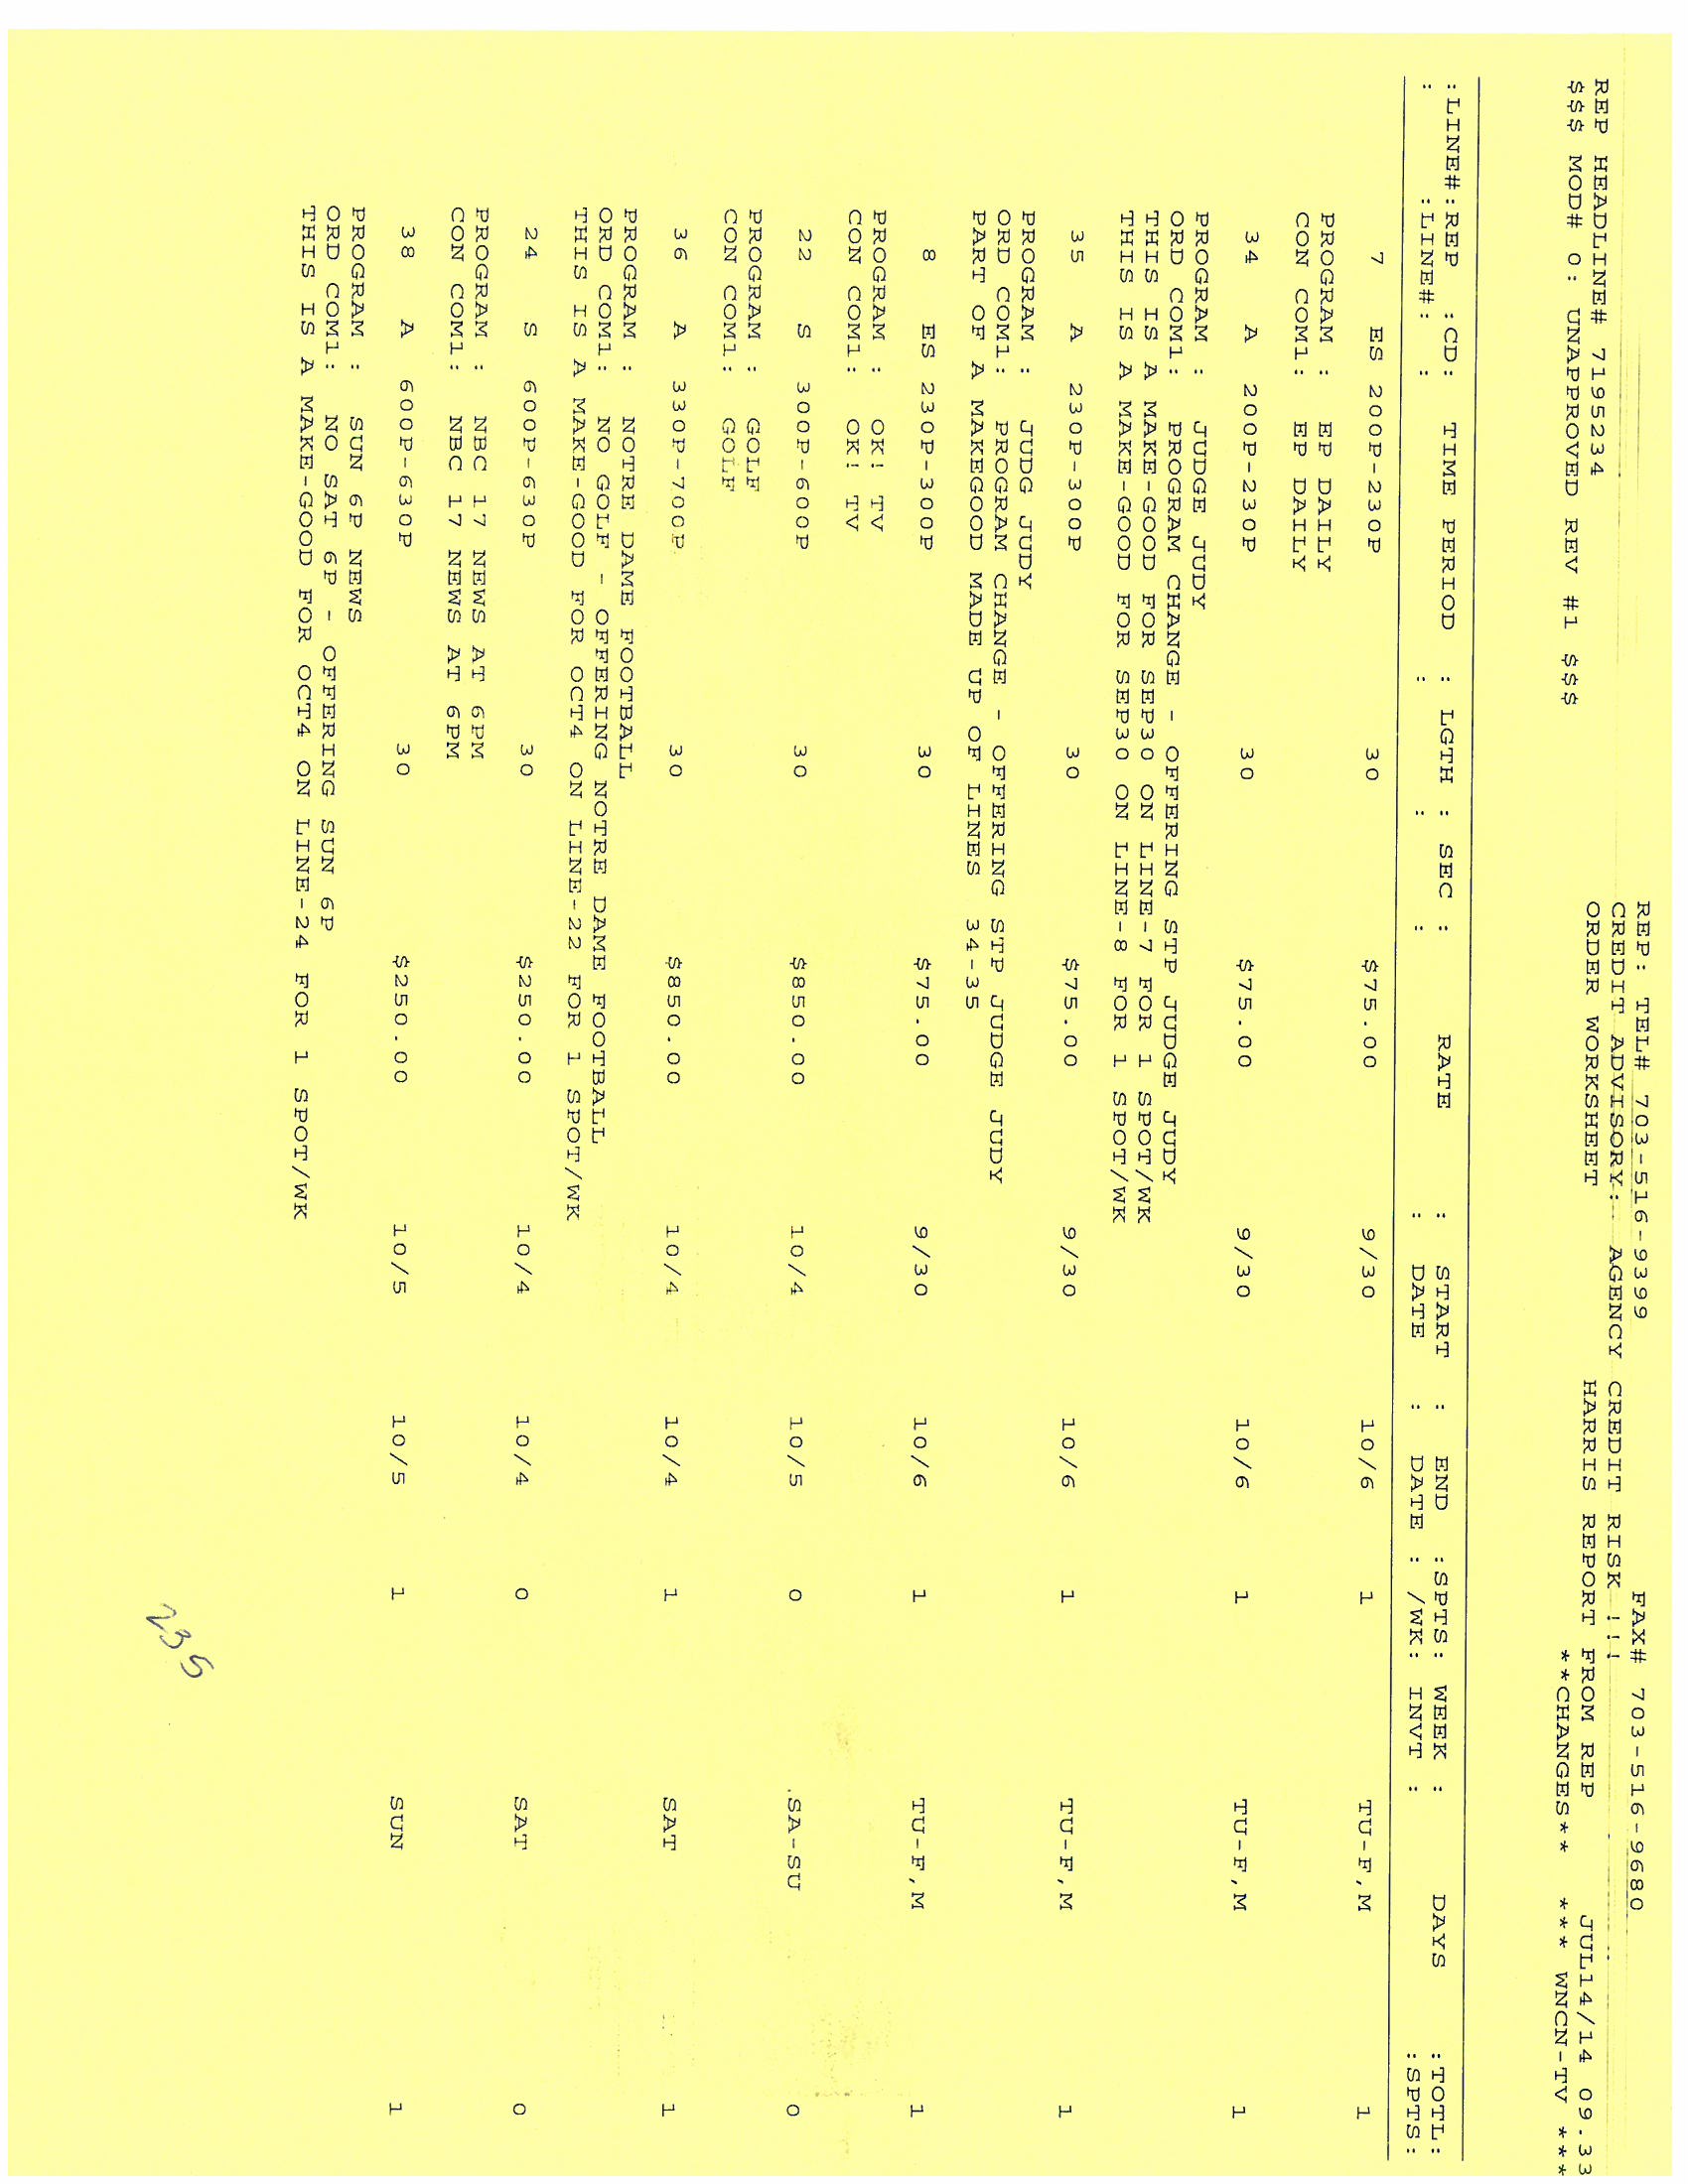 REP: TEL# 703-516-9399 FAX# 703-516-9680
CREDIT ADVISORY: AGENCY CREDIT RISK !!!
REP HEADLINE# 7195234 ORDER WORKSHEET HARRIS REPORT FROM REP JUL14/14 09.33
$$$ MOD# 0: UNAPPROVED REV #1 $$$ **CHANGES** *** WNCN-TV ***
:LINE#:REP :CD: TIME PERIOD : LGTH : SEC : RATE : START : END :SPTS: WEEK : DAYS :TOTL:
: :LINE#: : : : : : DATE : DATE : /WK: INVT : :SPTS:
7 ES 200P-230P 30 $75.00 9/30 10/6 1 TU-F,M 1
PROGRAM : EP DAILY
CON COM1: EP DAILY
34 A 200P-230P 30 $75.00 9/30 10/6 1 TU-F,M 1
PROGRAM : JUDGE JUDY
ORD COM1: PROGRAM CHANGE - OFFERING STP JUDGE JUDY
THIS IS A MAKE-GOOD FOR SEP30 ON LINE-7 FOR 1 SPOT/WK
THIS IS A MAKE-GOOD FOR SEP30 ON LINE-8 FOR 1 SPOT/WK
35 A 230P-300P 30 $75.00 9/30 10/6 1 TU-F,M 1
PROGRAM : JUDG JUDY
ORD COM1: PROGRAM CHANGE - OFFERING STP JUDGE JUDY
PART OF A MAKEGOOD MADE UP OF LINES 34-35
8 ES 230P-300P 30 $75.00 9/30 10/6 1 TU-F,M 1
PROGRAM : OK! TV
CON COM1: OK! TV
22 S 300P-600P 30 $850.00 10/4 10/5 0 SA-SU 0
PROGRAM : GOLF
CON COM1: GOLF
36 A 330P-700P 30 $850.00 10/4 10/4 1 SAT 1
PROGRAM : NOTRE DAME FOOTBALL
ORD COM1: NO GOLF - OFFERING NOTRE DAME FOOTBALL
THIS IS A MAKE-GOOD FOR OCT4 ON LINE-22 FOR 1 SPOT/WK
24 S 600P-630P 30 $250.00 10/4 10/4 0 SAT 0
PROGRAM : NBC 17 NEWS AT 6PM
CON COM1: NBC 17 NEWS AT 6PM
38 A 600P-630P 30 $250.00 10/5 10/5 1 SUN 1
PROGRAM : SUN 6P NEWS
ORD COM1: NO SAT 6P - OFFERING SUN 6P
THIS IS A MAKE-GOOD FOR OCT4 ON LINE-24 FOR 1 SPOT/WK
235